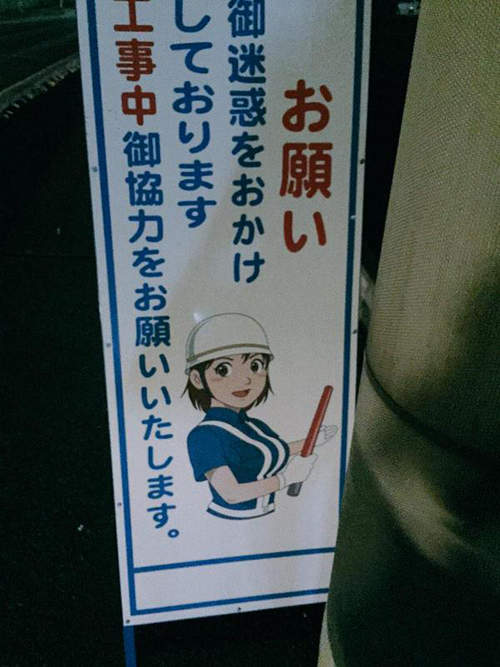 お願い
御迷惑をおかけ
しております
工事中御協力をお願いいたします。